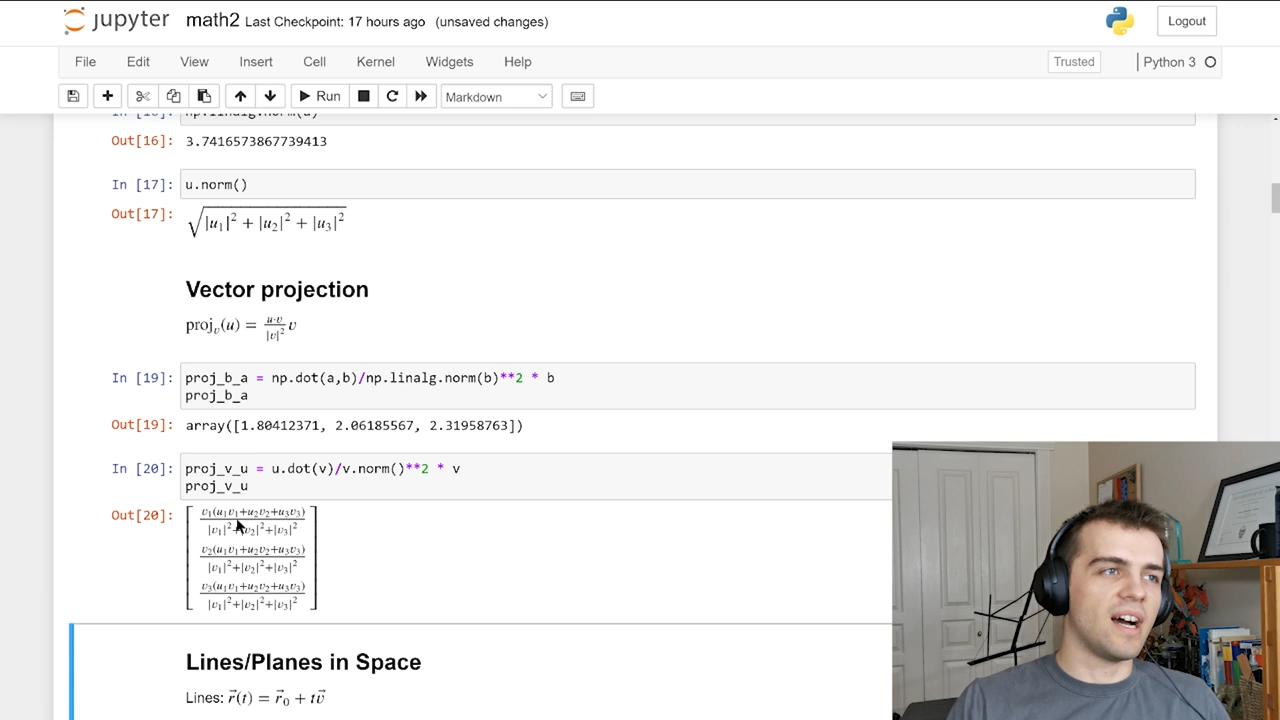 jupyter math2 Last Checkpoint: 17 hours ago (unsaved changes)
Logout
File Edit View Insert Cell Kernel Widgets Help
Trusted
Python 3
Run
Markdown
Out[16]: 3.7416573867739413
In [17]: u.norm()
Out[17]: √(|u₁|² + |u₂|² + |u₃|²)
Vector projection
projᵥ(u) = u·v/|v|² v
In [19]: proj_b_a = np.dot(a,b)/np.linalg.norm(b)**2 * b
proj_b_a
Out[19]: array([1.80412371, 2.06185567, 2.31958763])
In [20]: proj_v_u = u.dot(v)/v.norm()**2 * v
proj_v_u
Out[20]: [ v₁(u₁v₁+u₂v₂+u₃v₃)
|v₁|²+|v₂|²+|v₃|²
v₂(u₁v₁+u₂v₂+u₃v₃)
|v₁|²+|v₂|²+|v₃|²
v₃(u₁v₁+u₂v₂+u₃v₃)
|v₁|²+|v₂|²+|v₃|² ]
Lines/Planes in Space
Lines: r⃗(t) = r⃗₀ + tv⃗